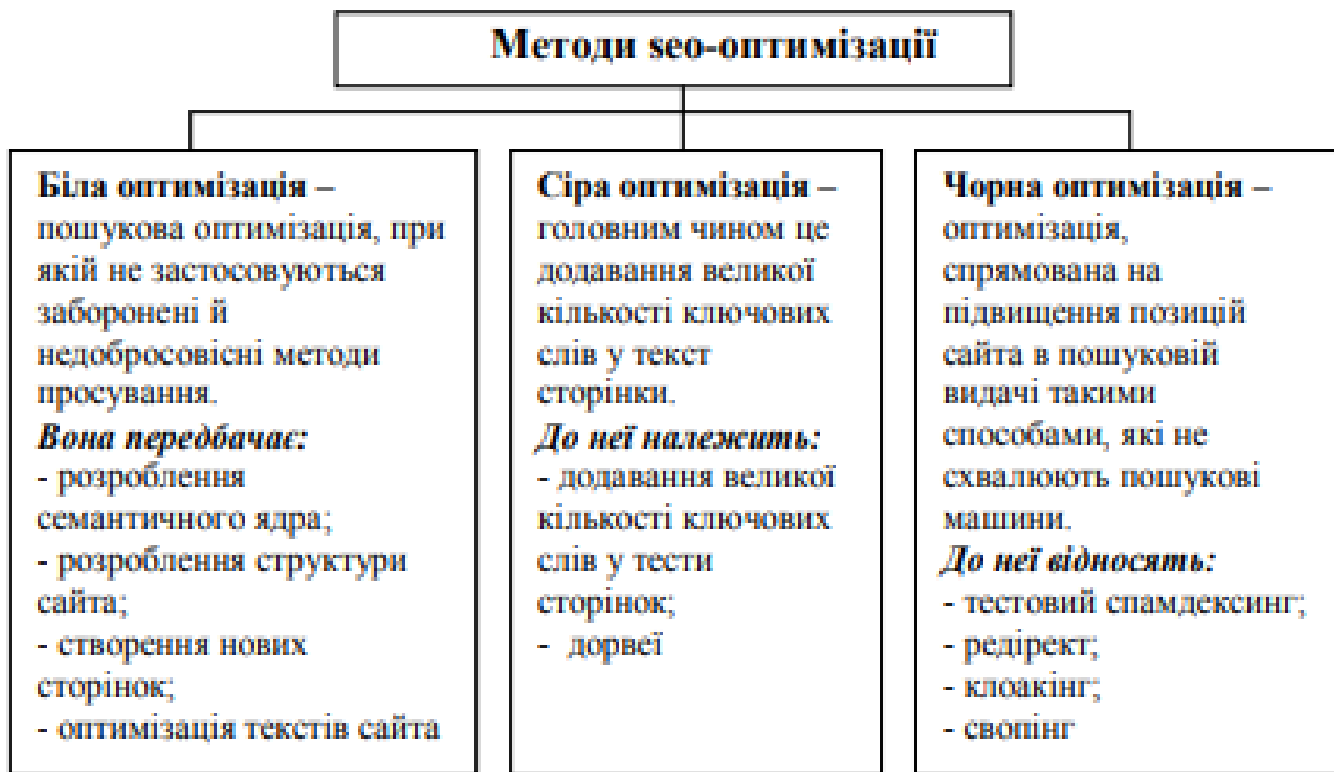 Методи seo-оптимізації
Біла оптимізація –
пошукова оптимізація, при
якій не застосовуються
заборонені й
недобросовісні методи
просування.
Вона передбачає:
- розроблення
семантичного ядра;
- розроблення структури
сайта;
- створення нових
сторінок;
- оптимізація текстів сайта
Сіра оптимізація –
головним чином це
додавання великої
кількості ключових
слів у текст
сторінки.
До неї належить:
- додавання великої
кількості ключових
слів у тести
сторінок;
- дорвеї
Чорна оптимізація –
оптимізація,
спрямована на
підвищення позицій
сайта в пошуковій
видачі такими
способами, які не
схвалюють пошукові
машини.
До неї відносять:
- тестовий спамдексинг;
- редірект;
- клоакінг;
- свопінг